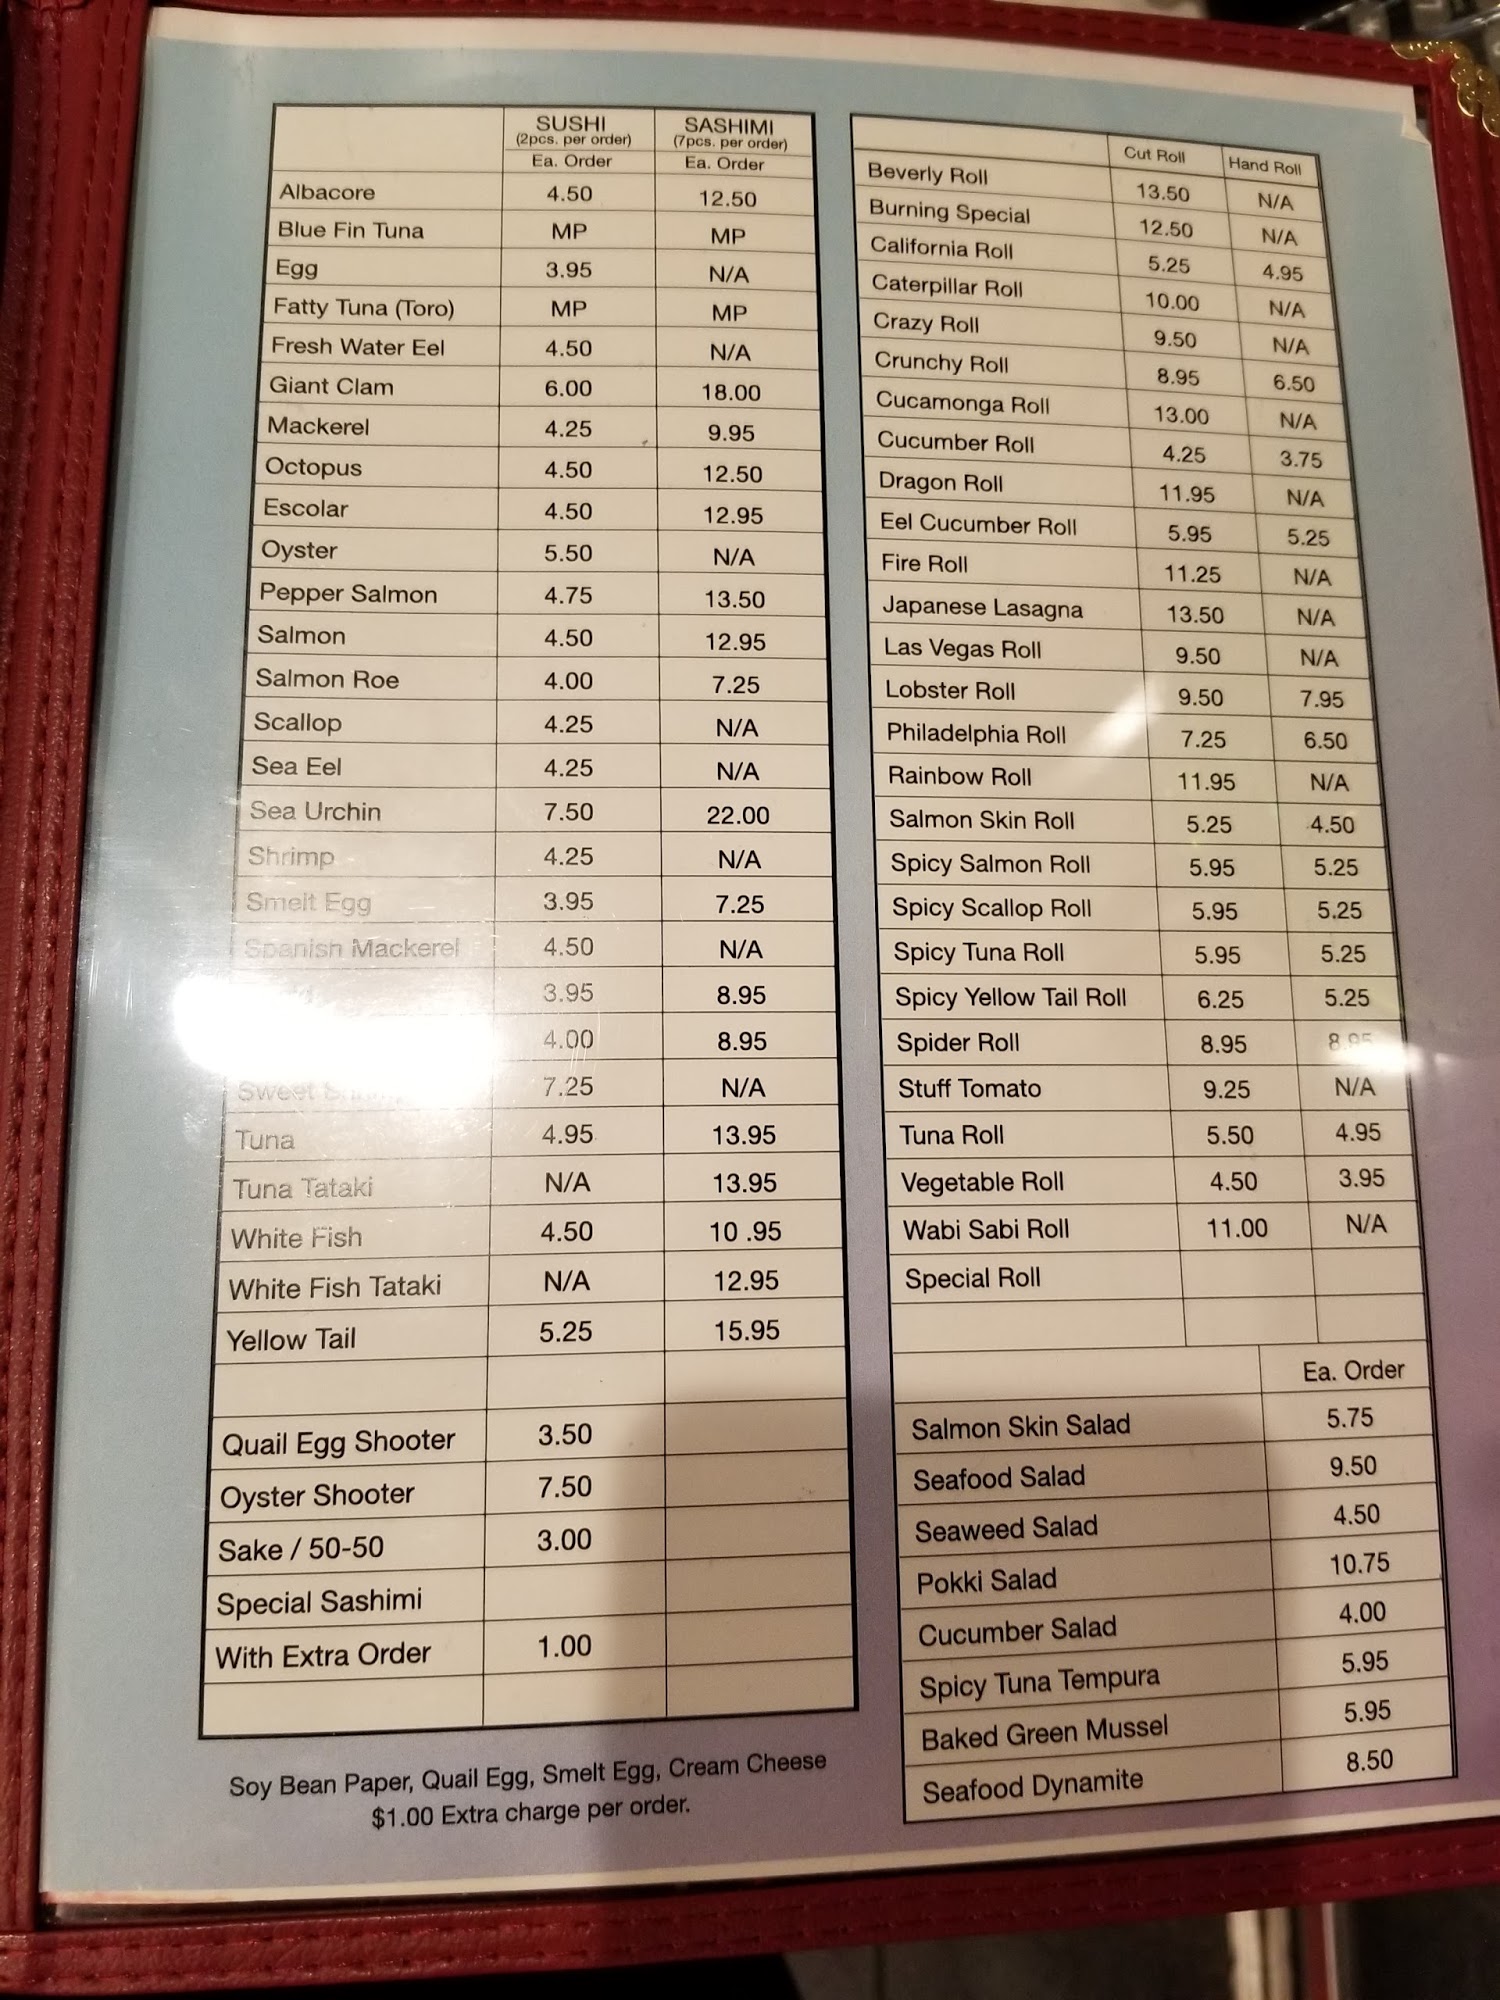 SUSHI SASHIMI
(2pcs. per order) (7pcs. per order)
Ea. Order Ea. Order
Albacore 4.50 12.50
Blue Fin Tuna MP MP
Egg 3.95 N/A
Fatty Tuna (Toro) MP MP
Fresh Water Eel 4.50 N/A
Giant Clam 6.00 18.00
Mackerel 4.25 9.95
Octopus 4.50 12.50
Escolar 4.50 12.95
Oyster 5.50 N/A
Pepper Salmon 4.75 13.50
Salmon 4.50 12.95
Salmon Roe 4.00 7.25
Scallop 4.25 N/A
Sea Eel 4.25 N/A
Sea Urchin 7.50 22.00
Shrimp 4.25 N/A
Smelt Egg 3.95 7.25
Spanish Mackerel 4.50 N/A
3.95 8.95
4.00 8.95
Sweet 7.25 N/A
Tuna 4.95 13.95
Tuna Tataki N/A 13.95
White Fish 4.50 10 .95
White Fish Tataki N/A 12.95
Yellow Tail 5.25 15.95
Quail Egg Shooter 3.50
Oyster Shooter 7.50
Sake / 50-50 3.00
Special Sashimi
With Extra Order 1.00
Soy Bean Paper, Quail Egg, Smelt Egg, Cream Cheese
$1.00 Extra charge per order.
Cut Roll Hand Roll
Beverly Roll 13.50 N/A
Burning Special 12.50 N/A
California Roll 5.25 4.95
Caterpillar Roll 10.00 N/A
Crazy Roll 9.50 N/A
Crunchy Roll 8.95 6.50
Cucamonga Roll 13.00 N/A
Cucumber Roll 4.25 3.75
Dragon Roll 11.95 N/A
Eel Cucumber Roll 5.95 5.25
Fire Roll 11.25 N/A
Japanese Lasagna 13.50 N/A
Las Vegas Roll 9.50 N/A
Lobster Roll 9.50 7.95
Philadelphia Roll 7.25 6.50
Rainbow Roll 11.95 N/A
Salmon Skin Roll 5.25 4.50
Spicy Salmon Roll 5.95 5.25
Spicy Scallop Roll 5.95 5.25
Spicy Tuna Roll 5.95 5.25
Spicy Yellow Tail Roll 6.25 5.25
Spider Roll 8.95 8.95
Stuff Tomato 9.25 N/A
Tuna Roll 5.50 4.95
Vegetable Roll 4.50 3.95
Wabi Sabi Roll 11.00 N/A
Special Roll
Ea. Order
Salmon Skin Salad 5.75
Seafood Salad 9.50
Seaweed Salad 4.50
Pokki Salad 10.75
Cucumber Salad 4.00
Spicy Tuna Tempura 5.95
Baked Green Mussel 5.95
Seafood Dynamite 8.50